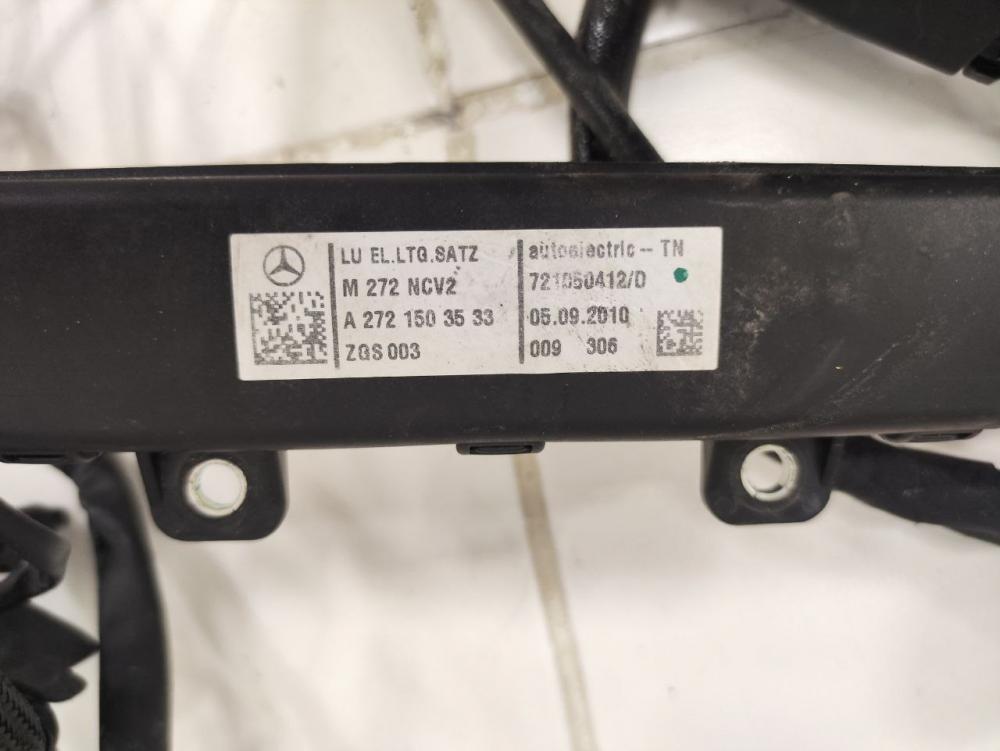 LU EL.LTG.SATZ
M 272 NCV2
A 272 150 35 33
ZGS 003
autoelectric – TN
721050412/D
05.09.2010
009 306